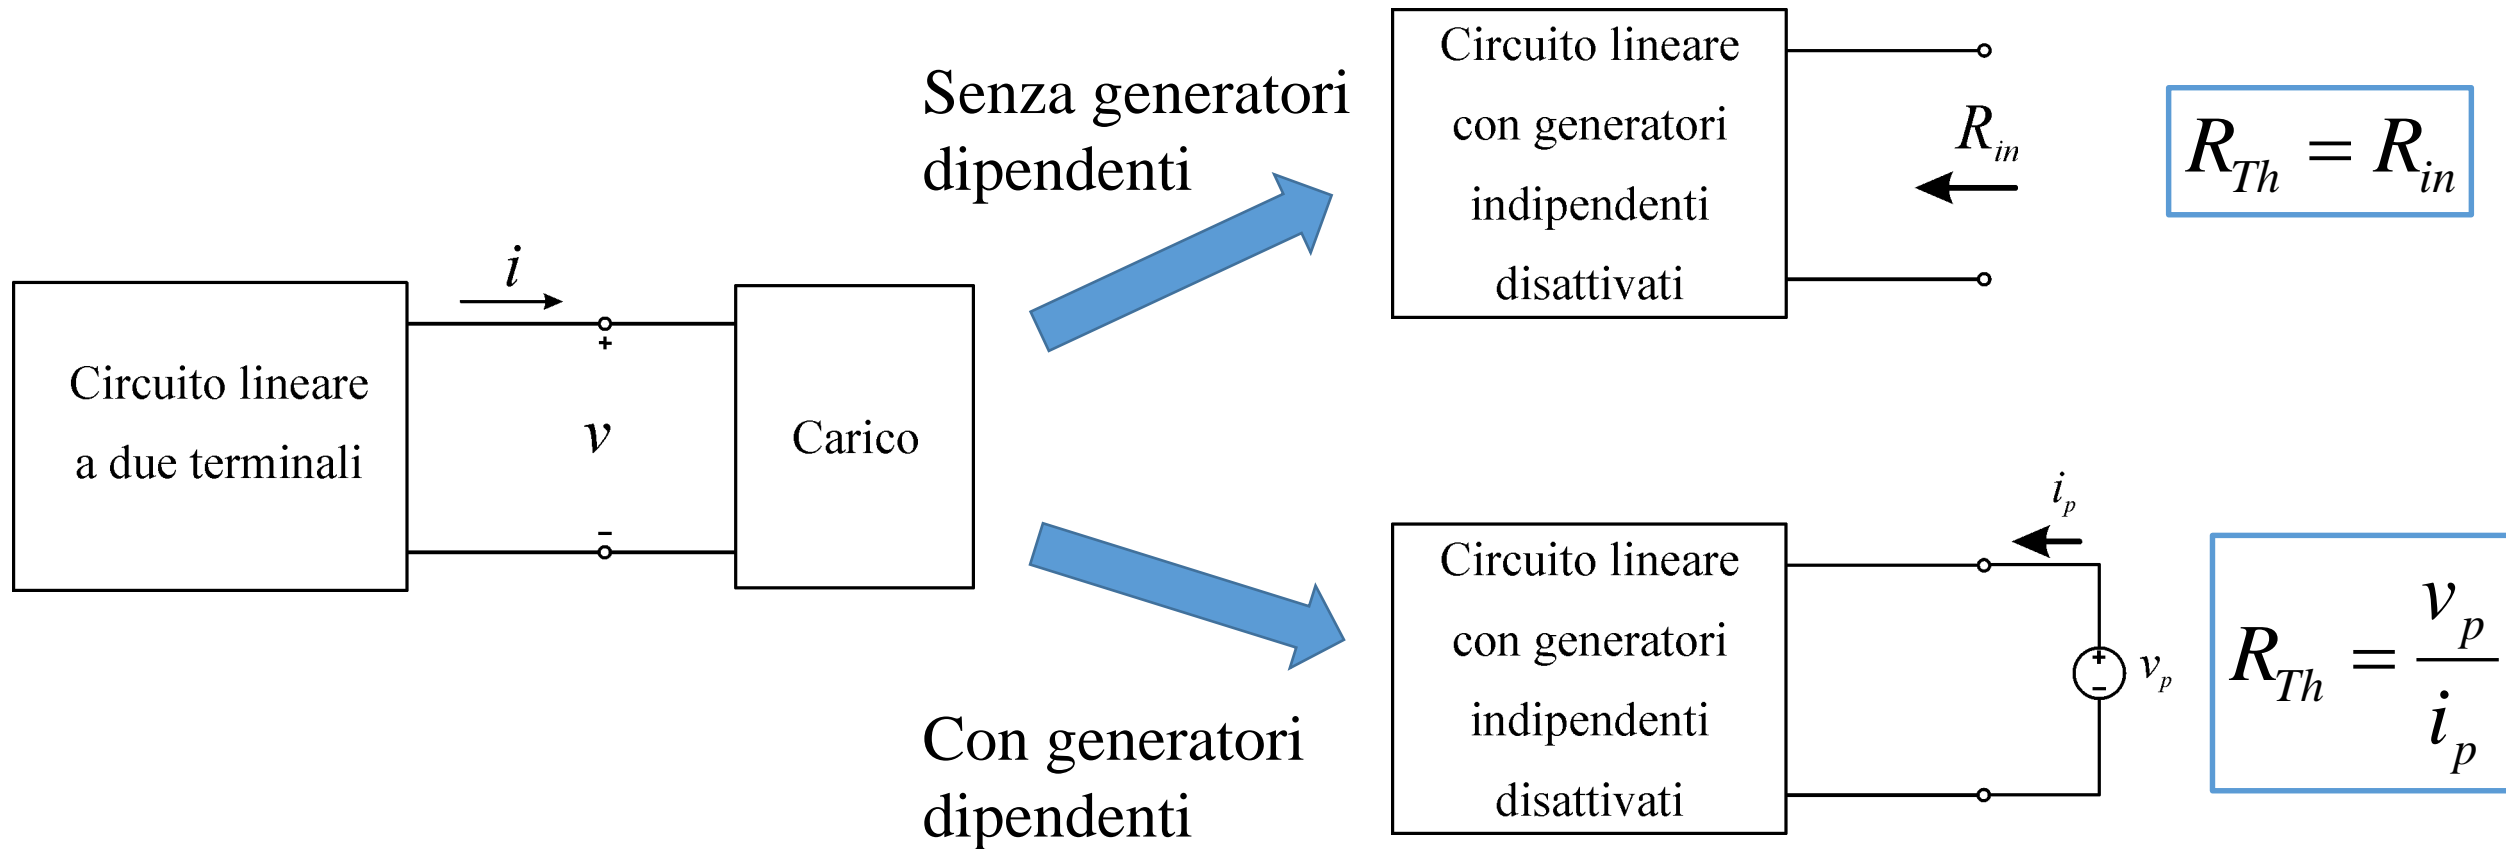 Senza generatori
dipendenti
Circuito lineare
con generatori
indipendenti
disattivati
R_in
R_Th = R_in
i
+
v
−
Circuito lineare
a due terminali
Carico
Con generatori
dipendenti
Circuito lineare
con generatori
indipendenti
disattivati
i_p
+
−
v_p
R_Th = v_p / i_p